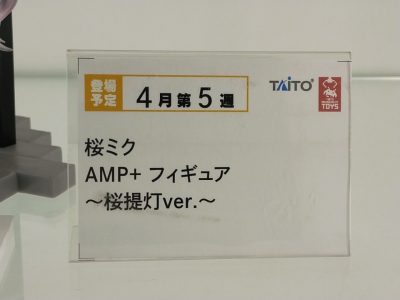 登場
予定
4月第5週
TAITO
TOYS
桜ミク
AMP+ フィギュア
～桜提灯ver.～